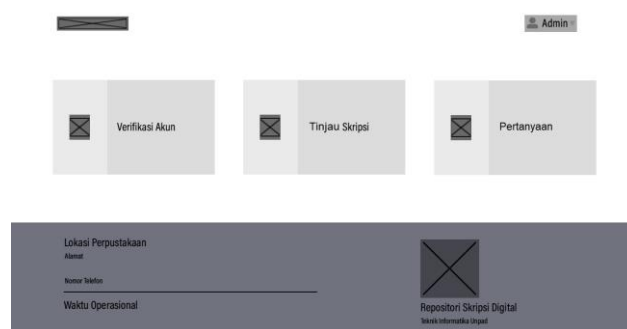 Admin
Verifikasi Akun
Tinjau Skripsi
Pertanyaan
Lokasi Perpustakaan
Alamat
Nomor Telefon
Waktu Operasional
Repositori Skripsi Digital
Teknik Informatika Unpad